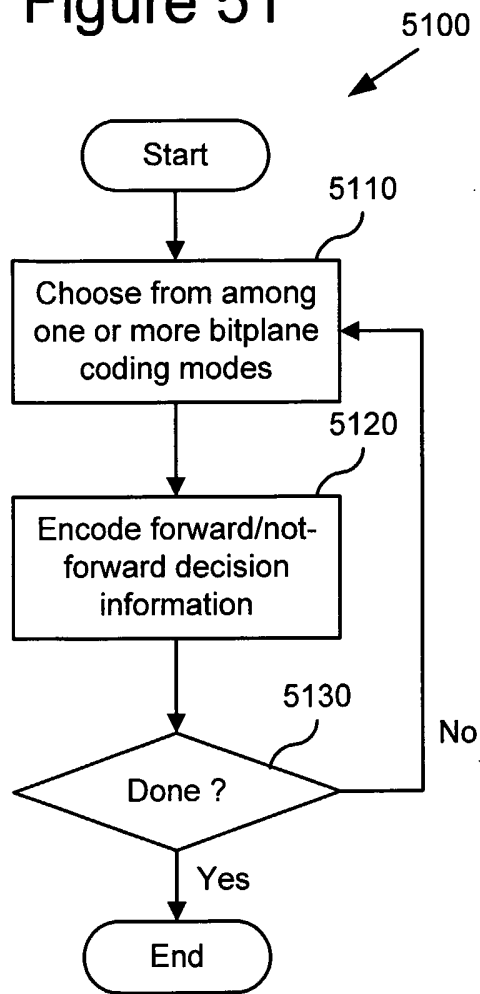 Figure 51
5100
Start
5110
Choose from among
one or more bitplane
coding modes
5120
Encode forward/not-
forward decision
information
5130
Done ?
No
Yes
End